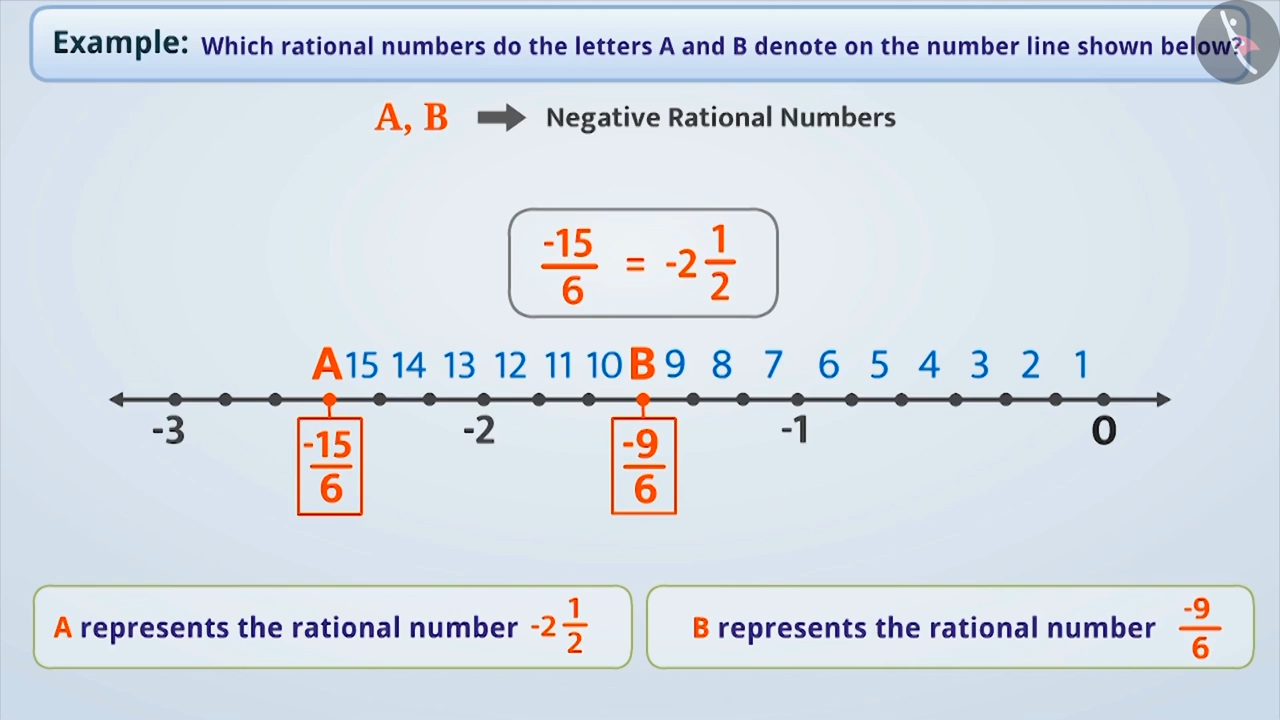 Example: Which rational numbers do the letters A and B denote on the number line shown below?
A, B Negative Rational Numbers
-15/6 = -2 1/2
A 15 14 13 12 11 10 B 9 8 7 6 5 4 3 2 1
-3 -2 -1 0
-15/6 -9/6
A represents the rational number -2 1/2
B represents the rational number -9/6